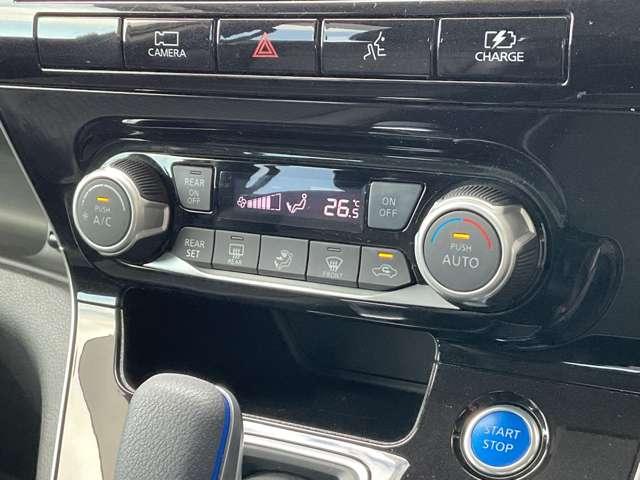 CAMERA
CHARGE
REAR
ON
OFF
26.5 °C
ON
OFF
PUSH
A/C
PUSH
AUTO
REAR
SET
REAR
FRONT
START
STOP